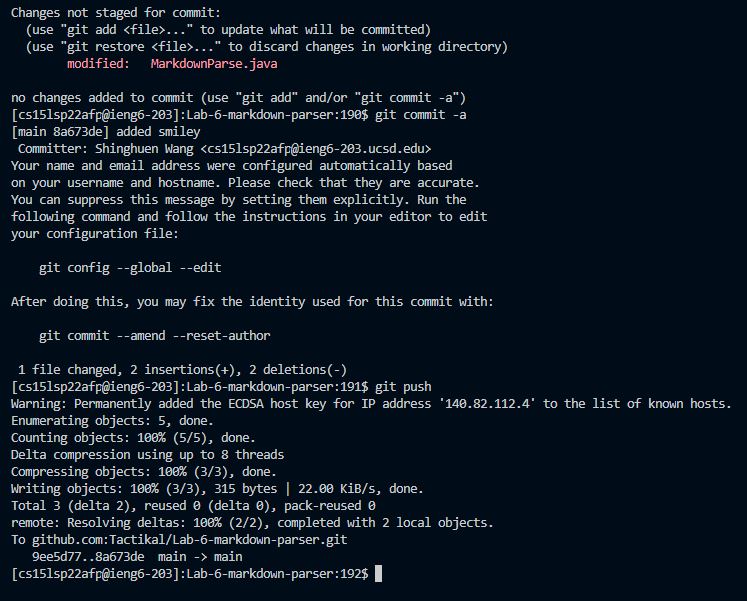 Changes not staged for commit:
  (use "git add <file>..." to update what will be committed)
  (use "git restore <file>..." to discard changes in working directory)
        modified:   MarkdownParse.java

no changes added to commit (use "git add" and/or "git commit -a")
[cs15lsp22afp@ieng6-203]:Lab-6-markdown-parser:190$ git commit -a
[main 8a673de] added smiley
 Committer: Shinghuen Wang <cs15lsp22afp@ieng6-203.ucsd.edu>
Your name and email address were configured automatically based
on your username and hostname. Please check that they are accurate.
You can suppress this message by setting them explicitly. Run the
following command and follow the instructions in your editor to edit
your configuration file:

    git config --global --edit

After doing this, you may fix the identity used for this commit with:

    git commit --amend --reset-author

 1 file changed, 2 insertions(+), 2 deletions(-)
[cs15lsp22afp@ieng6-203]:Lab-6-markdown-parser:191$ git push
Warning: Permanently added the ECDSA host key for IP address '140.82.112.4' to the list of known hosts.
Enumerating objects: 5, done.
Counting objects: 100% (5/5), done.
Delta compression using up to 8 threads
Compressing objects: 100% (3/3), done.
Writing objects: 100% (3/3), 315 bytes | 22.00 KiB/s, done.
Total 3 (delta 2), reused 0 (delta 0), pack-reused 0
remote: Resolving deltas: 100% (2/2), completed with 2 local objects.
To github.com:Tactikal/Lab-6-markdown-parser.git
   9ee5d77..8a673de  main -> main
[cs15lsp22afp@ieng6-203]:Lab-6-markdown-parser:192$